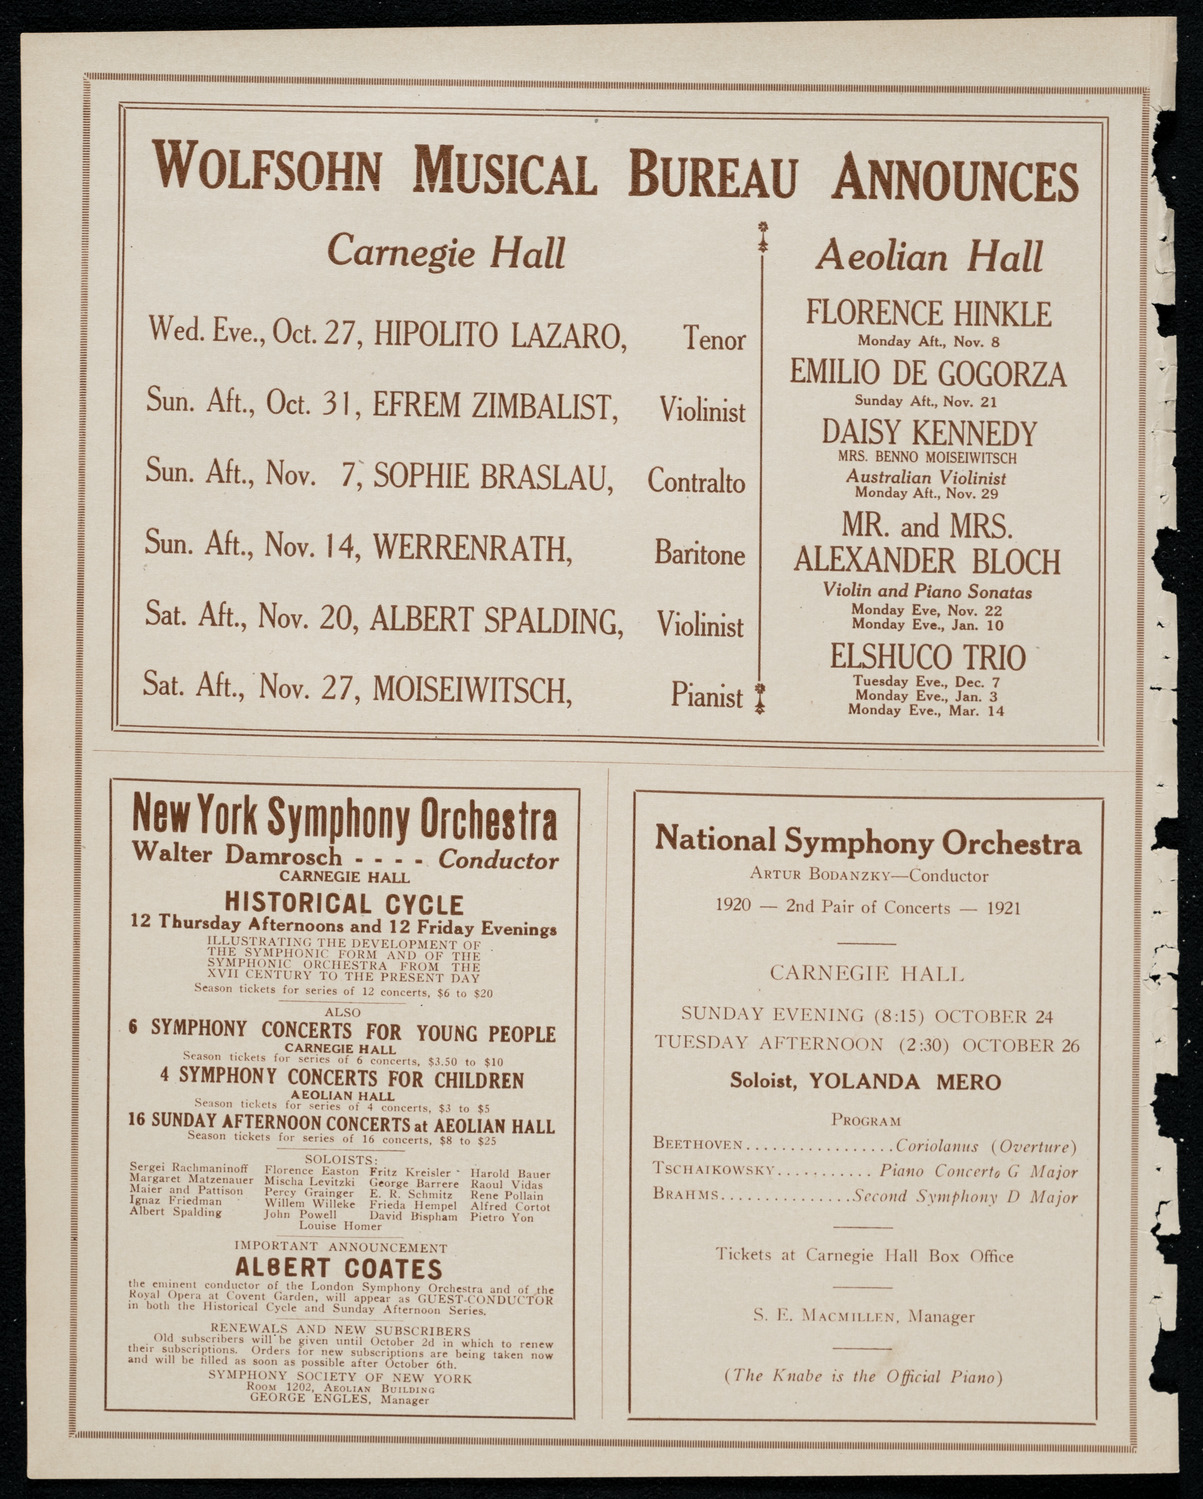 WOLFSOHN MUSICAL BUREAU ANNOUNCES
Carnegie Hall
Wed. Eve., Oct. 27, HIPOLITO LAZARO, Tenor
Sun. Aft., Oct. 31, EFREM ZIMBALIST, Violinist
Sun. Aft., Nov. 7, SOPHIE BRASLAU, Contralto
Sun. Aft., Nov. 14, WERRENRATH, Baritone
Sat. Aft., Nov. 20, ALBERT SPALDING, Violinist
Sat. Aft., Nov. 27, MOISEIWITSCH, Pianist
Aeolian Hall
FLORENCE HINKLE
Monday Aft., Nov. 8
EMILIO DE GOGORZA
Sunday Aft., Nov. 21
DAISY KENNEDY
MRS. BENNO MOISEIWITSCH
Australian Violinist
Monday Aft., Nov. 29
MR. and MRS.
ALEXANDER BLOCH
Violin and Piano Sonatas
Monday Eve, Nov. 22
Monday Eve., Jan. 10
ELSHUCO TRIO
Tuesday Eve., Dec. 7
Monday Eve., Jan. 3
Monday Eve., Mar. 14
New York Symphony Orchestra
Walter Damrosch - - - - Conductor
CARNEGIE HALL
HISTORICAL CYCLE
12 Thursday Afternoons and 12 Friday Evenings
ILLUSTRATING THE DEVELOPMENT OF
THE SYMPHONIC FORM AND OF THE
SYMPHONIC ORCHESTRA FROM THE
XVII CENTURY TO THE PRESENT DAY
Season tickets for series of 12 concerts, $6 to $20
ALSO
6 SYMPHONY CONCERTS FOR YOUNG PEOPLE
CARNEGIE HALL
Season tickets for series of 6 concerts, $3.50 to $10
4 SYMPHONY CONCERTS FOR CHILDREN
AEOLIAN HALL
Season tickets for series of 4 concerts, $3 to $5
16 SUNDAY AFTERNOON CONCERTS at AEOLIAN HALL
Season tickets for series of 16 concerts, $8 to $25
SOLOISTS:
Sergei Rachmaninoff Florence Easton Fritz Kreisler Harold Bauer
Margaret Matzenauer Mischa Levitzki George Barrere Raoul Vidas
Maier and Pattison Percy Grainger E. R. Schmitz Rene Pollain
Ignaz Friedman Willem Willeke Frieda Hempel Alfred Cortot
Albert Spalding John Powell David Bispham Pietro Yon
Louise Homer
IMPORTANT ANNOUNCEMENT
ALBERT COATES
the eminent conductor of the London Symphony Orchestra and of the
Royal Opera at Covent Garden, will appear as GUEST-CONDUCTOR
in both the Historical Cycle and Sunday Afternoon Series.
RENEWALS AND NEW SUBSCRIBERS
Old subscribers will be given until October 2d in which to renew
their subscriptions. Orders for new subscriptions are being taken now
and will be filled as soon as possible after October 6th.
SYMPHONY SOCIETY OF NEW YORK
ROOM 1202, AEOLIAN BUILDING
GEORGE ENGLES, Manager
National Symphony Orchestra
ARTUR BODANZKY—Conductor
1920 — 2nd Pair of Concerts — 1921
CARNEGIE HALL
SUNDAY EVENING (8:15) OCTOBER 24
TUESDAY AFTERNOON (2:30) OCTOBER 26
Soloist, YOLANDA MERO
PROGRAM
BEETHOVEN.................Coriolanus (Overture)
TSCHAIKOWSKY........... Piano Concerto G Major
BRAHMS...............Second Symphony D Major
Tickets at Carnegie Hall Box Office
S. E. MACMILLEN, Manager
(The Knabe is the Official Piano)